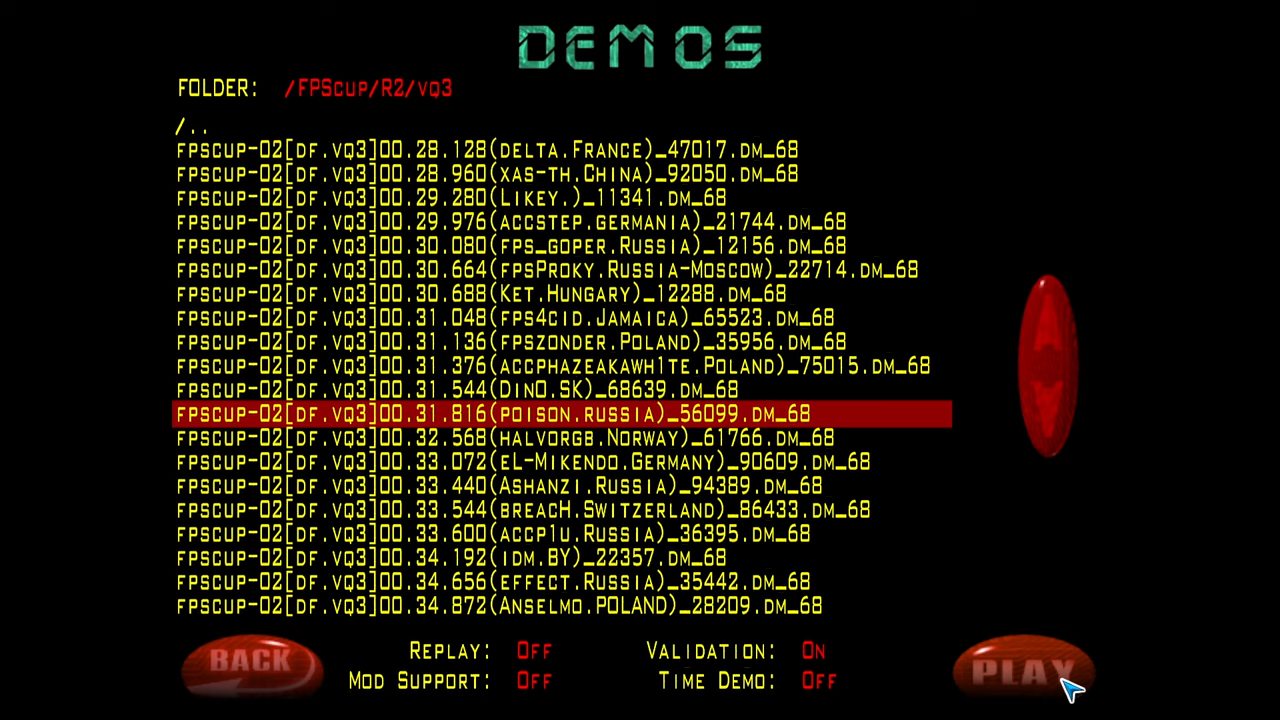 DEMOS
FOLDER: /FPScup/R2/vq3
/..
fpscup-02[df.vq3]00.28.128(delta.France)_47017.dm_68
fpscup-02[df.vq3]00.28.960(xas-th.China)_92050.dm_68
fpscup-02[df.vq3]00.29.280(Likey.)_11341.dm_68
fpscup-02[df.vq3]00.29.976(accstep.germania)_21744.dm_68
fpscup-02[df.vq3]00.30.080(fps_goper.Russia)_12156.dm_68
fpscup-02[df.vq3]00.30.664(fpsProky.Russia-Moscow)_22714.dm_68
fpscup-02[df.vq3]00.30.688(Ket.Hungary)_12288.dm_68
fpscup-02[df.vq3]00.31.048(fps4cid.Jamaica)_65523.dm_68
fpscup-02[df.vq3]00.31.136(fpszonder.Poland)_35956.dm_68
fpscup-02[df.vq3]00.31.376(accphazeakawh1te.Poland)_75015.dm_68
fpscup-02[df.vq3]00.31.544(DinO.SK)_68639.dm_68
fpscup-02[df.vq3]00.31.816(poison.russia)_56099.dm_68
fpscup-02[df.vq3]00.32.568(halvorgb.Norway)_61766.dm_68
fpscup-02[df.vq3]00.33.072(eL-Mikendo.Germany)_90609.dm_68
fpscup-02[df.vq3]00.33.440(Ashanzi.Russia)_94389.dm_68
fpscup-02[df.vq3]00.33.544(breacH.Switzerland)_86433.dm_68
fpscup-02[df.vq3]00.33.600(accp1u.Russia)_36395.dm_68
fpscup-02[df.vq3]00.34.192(idm.BY)_22357.dm_68
fpscup-02[df.vq3]00.34.656(effect.Russia)_35442.dm_68
fpscup-02[df.vq3]00.34.872(Anselmo.POLAND)_28209.dm_68
Replay: Off Validation: On
Mod Support: Off Time Demo: Off
BACK PLAY